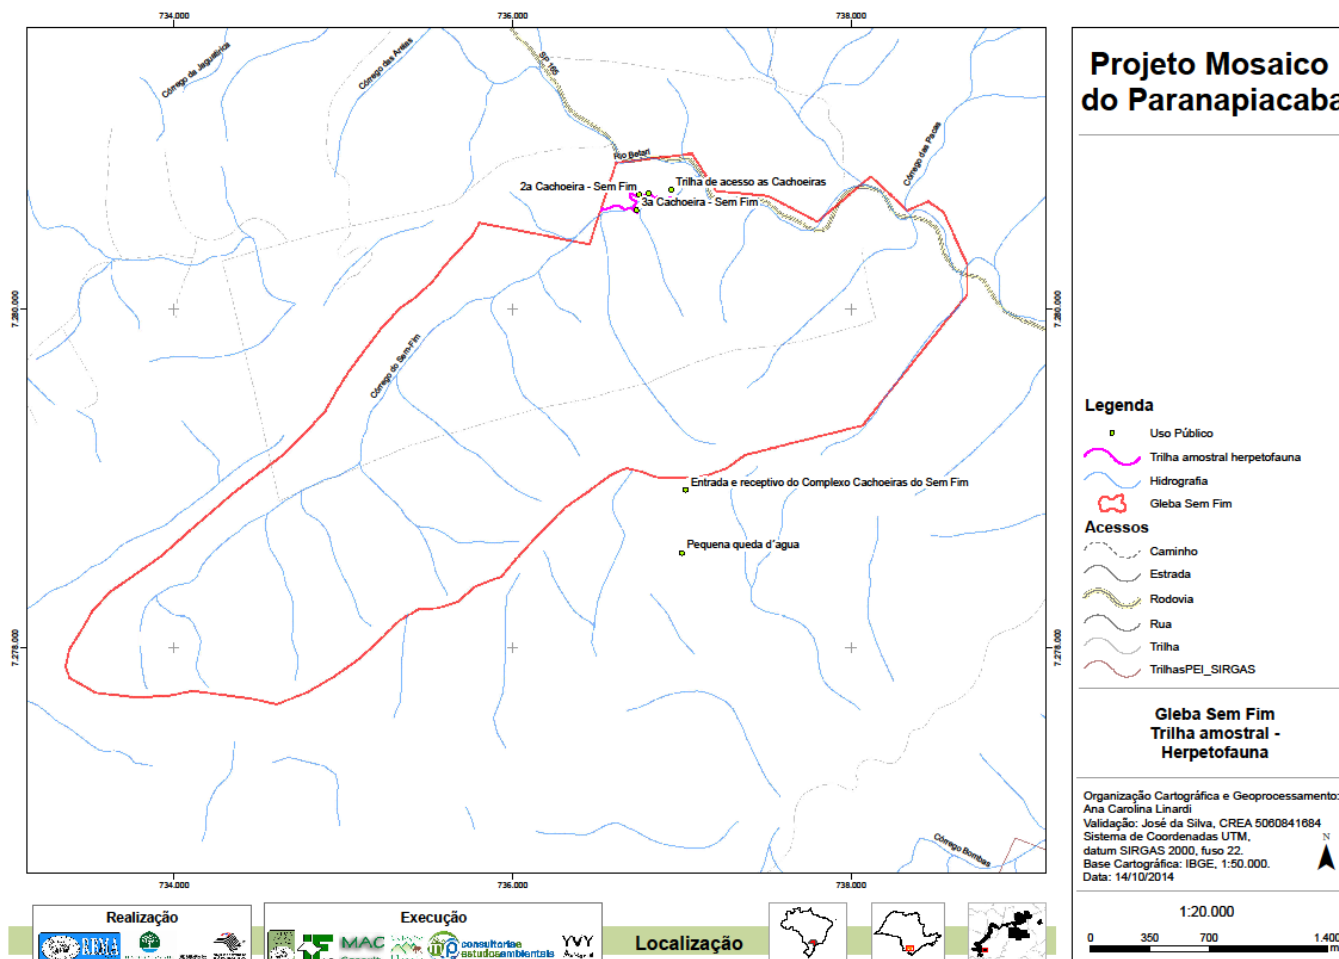 734.000
736.000
738.000
Córrego da Jaguatirica
Córrego das Areias
SP 165
Córrego das Pacas
Rio Betari
2a Cachoeira - Sem Fim
Trilha de acesso as Cachoeiras
3a Cachoeira - Sem Fim
7.280.000
7.280.000
Córrego do Sem-Fim
Entrada e receptivo do Complexo Cachoeiras do Sem Fim
Pequena queda d'agua
7.278.000
7.278.000
Córrego Bombas
734.000
736.000
738.000
Projeto Mosaico
do Paranapiacaba
Legenda
Uso Público
Trilha amostral herpetofauna
Hidrografia
Gleba Sem Fim
Acessos
Caminho
Estrada
Rodovia
Rua
Trilha
TrilhasPEI_SIRGAS
Gleba Sem Fim
Trilha amostral -
Herpetofauna
Organização Cartográfica e Geoprocessamento:
Ana Carolina Linardi
Validação: José da Silva, CREA 5060841684
Sistema de Coordenadas UTM,
datum SIRGAS 2000, fuso 22.
Base Cartográfica: IBGE, 1:50.000.
Data: 14/10/2014
N
1:20.000
0 350 700 1.400
m
Realização
Execução
MAC
consultoria e
estudos ambientais
Localização